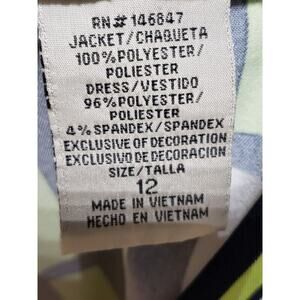 RN# 146847
JACKET/CHAQUETA
100% POLYESTER/
POLIESTER
DRESS/VESTIDO
96% POLYESTER/
POLIESTER
4% SPANDEX/SPANDEX
EXCLUSIVE OF DECORATION
EXCLUSIVO DE DECORACION
SIZE/TALLA
12
MADE IN VIETNAM
HECHO EN VIETNAM